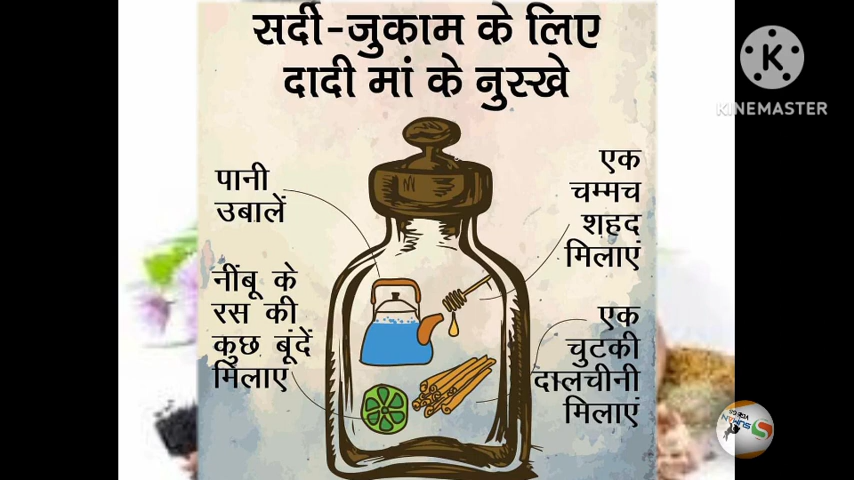 सर्दी-जुकाम के लिए
दादी मां के नुस्खे
KINEMASTER
पानी
उबालें
एक
चम्मच
शहद
मिलाएं
नींबू के
रस की
कुछ बूंदें
मिलाएं
एक
चुटकी
दालचीनी
मिलाएं